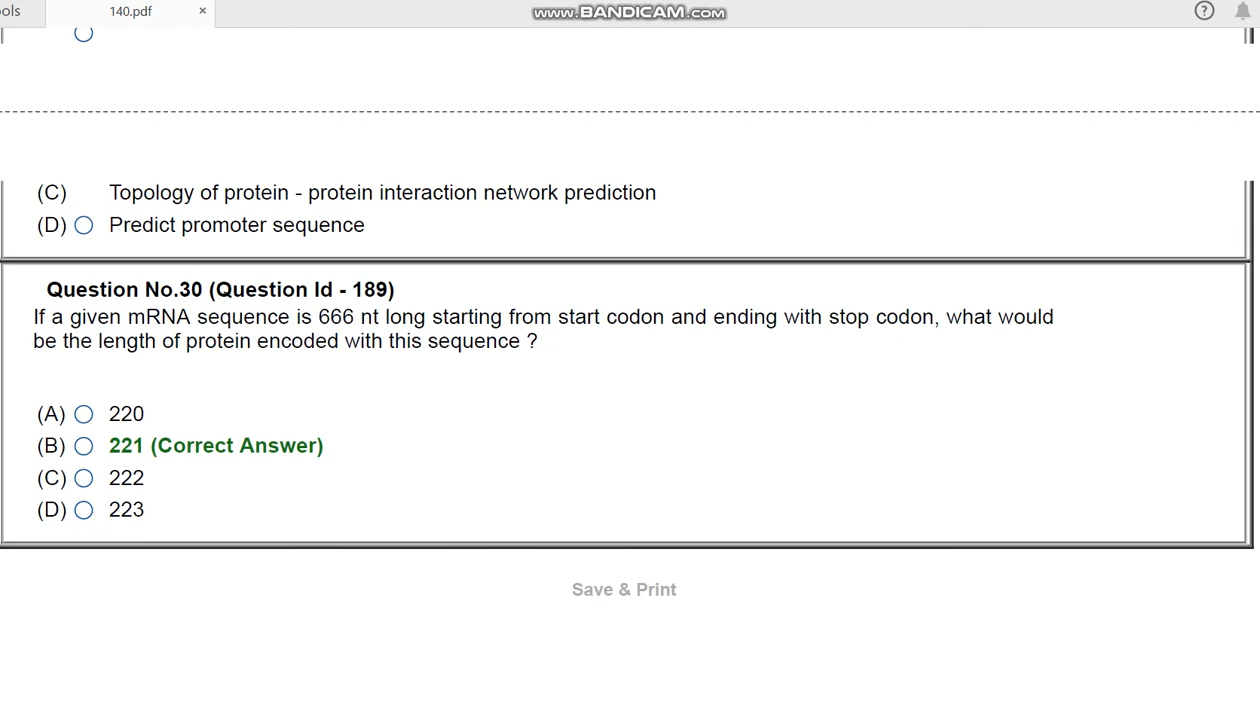 ols
140.pdf ×
www.BANDICAM.com
?
(C) Topology of protein - protein interaction network prediction
(D) Predict promoter sequence
Question No.30 (Question Id - 189)
If a given mRNA sequence is 666 nt long starting from start codon and ending with stop codon, what would
be the length of protein encoded with this sequence ?
(A) 220
(B) 221 (Correct Answer)
(C) 222
(D) 223
Save & Print